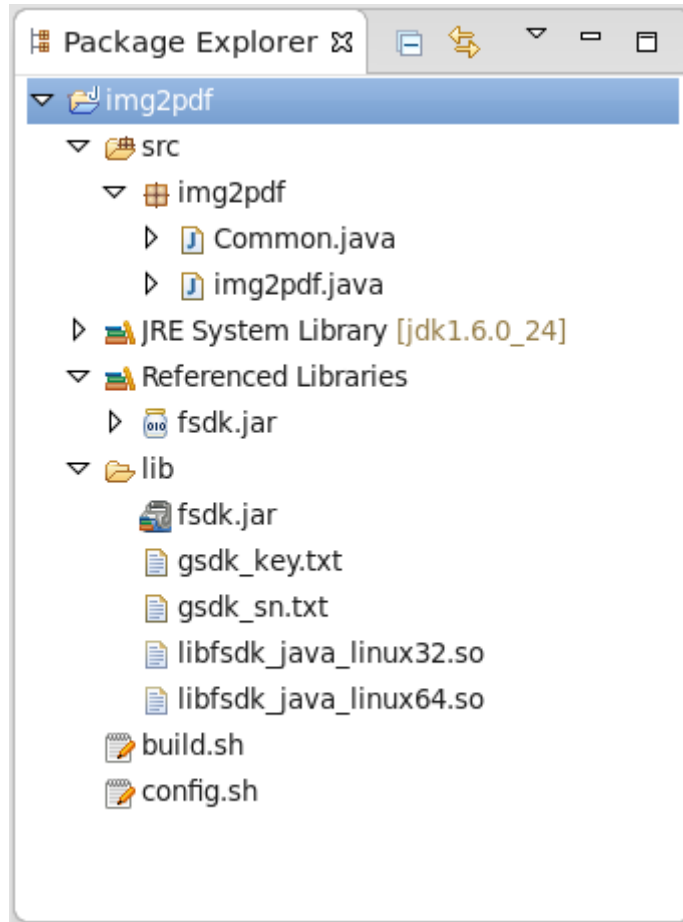 Package Explorer
img2pdf
src
img2pdf
Common.java
img2pdf.java
JRE System Library [jdk1.6.0_24]
Referenced Libraries
fsdk.jar
lib
fsdk.jar
gsdk_key.txt
gsdk_sn.txt
libfsdk_java_linux32.so
libfsdk_java_linux64.so
build.sh
config.sh